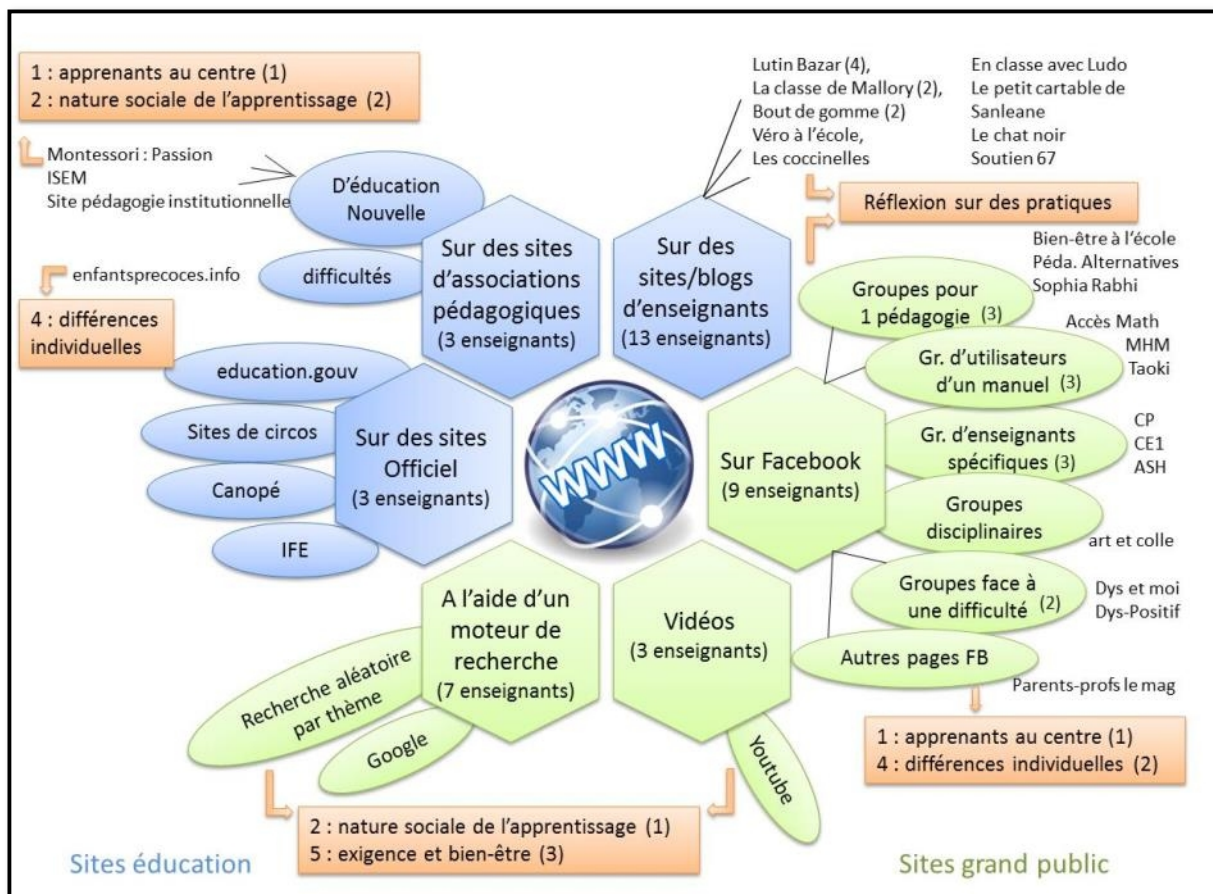 1 : apprenants au centre (1)
2 : nature sociale de l'apprentissage (2)
Montessori : Passion
ISEM
Site pédagogie institutionnelle
D'éducation
Nouvelle
difficultés
enfantsprecoces.info
4 : différences
individuelles
Sur des sites
d'associations
pédagogiques
(3 enseignants)
Lutin Bazar (4),
La classe de Mallory (2),
Bout de gomme (2)
Véro à l'école,
Les coccinelles
En classe avec Ludo
Le petit cartable de
Sanleane
Le chat noir
Soutien 67
Réflexion sur des pratiques
Sur des
sites/blogs
d'enseignants
(13 enseignants)
Bien-être à l'école
Péda. Alternatives
Sophia Rabhi
Groupes pour
1 pédagogie (3)
Accès Math
MHM
Taoki
Gr. d'utilisateurs
d'un manuel (3)
education.gouv
Sites de circos
Canopé
IFE
Sur des sites
Officiel
(3 enseignants)
WWW
Sur Facebook
(9 enseignants)
Gr. d'enseignants
spécifiques (3)
CP
CE1
ASH
Groupes
disciplinaires
art et colle
Groupes face à
une difficulté (2)
Dys et moi
Dys-Positif
Autres pages FB
Parents-profs le mag
1 : apprenants au centre (1)
4 : différences individuelles (2)
A l'aide d'un
moteur de
recherche
(7 enseignants)
Vidéos
(3 enseignants)
Recherche aléatoire
par thème
Google
Youtube
2 : nature sociale de l'apprentissage (1)
5 : exigence et bien-être (3)
Sites éducation
Sites grand public